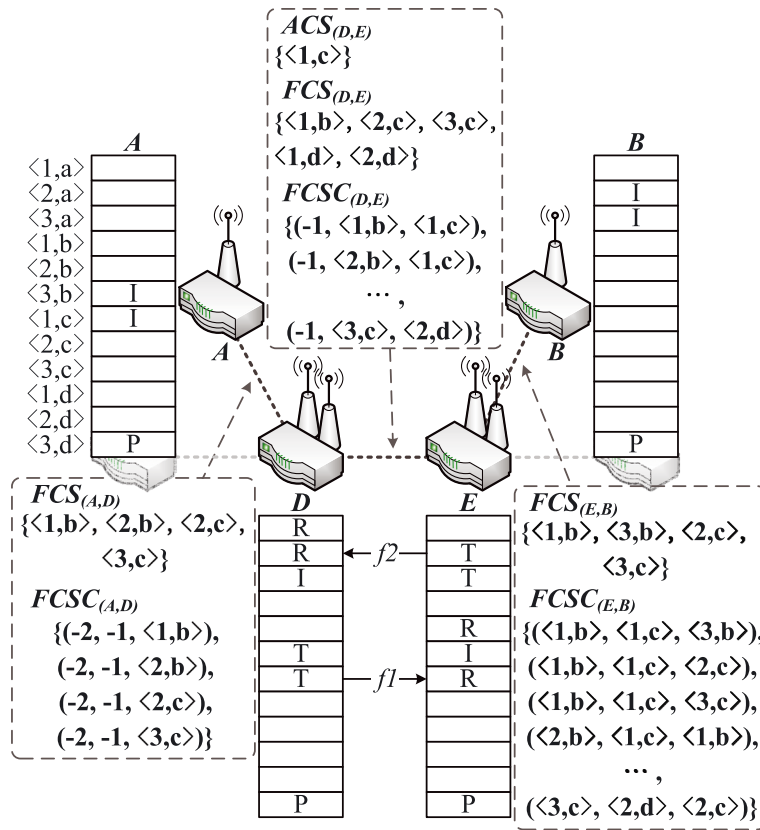 ACS(D,E)
{<1,c>}
FCS(D,E)
{<1,b>, <2,c>, <3,c>,
<1,d>, <2,d>}
FCSC(D,E)
{(-1, <1,b>, <1,c>),
(-1, <2,b>, <1,c>),
... ,
(-1, <3,c>, <2,d>)}
A
<1,a>
<2,a>
<3,a>
<1,b>
<2,b>
<3,b> I
<1,c> I
<2,c>
<3,c>
<1,d>
<2,d>
<3,d> P
A
B
I
I
P
B
FCS(A,D)
{<1,b>, <2,b>, <2,c>,
<3,c>}
FCSC(A,D)
{(-2, -1, <1,b>),
(-2, -1, <2,b>),
(-2, -1, <2,c>),
(-2, -1, <3,c>)}
D
R
R
I
T
T
P
f2
f1
E
T
T
R
I
R
P
FCS(E,B)
{<1,b>, <3,b>, <2,c>,
<3,c>}
FCSC(E,B)
{(<1,b>, <1,c>, <3,b>),
(<1,b>, <1,c>, <2,c>),
(<1,b>, <1,c>, <3,c>),
(<2,b>, <1,c>, <1,b>),
... ,
(<3,c>, <2,d>, <2,c>)}